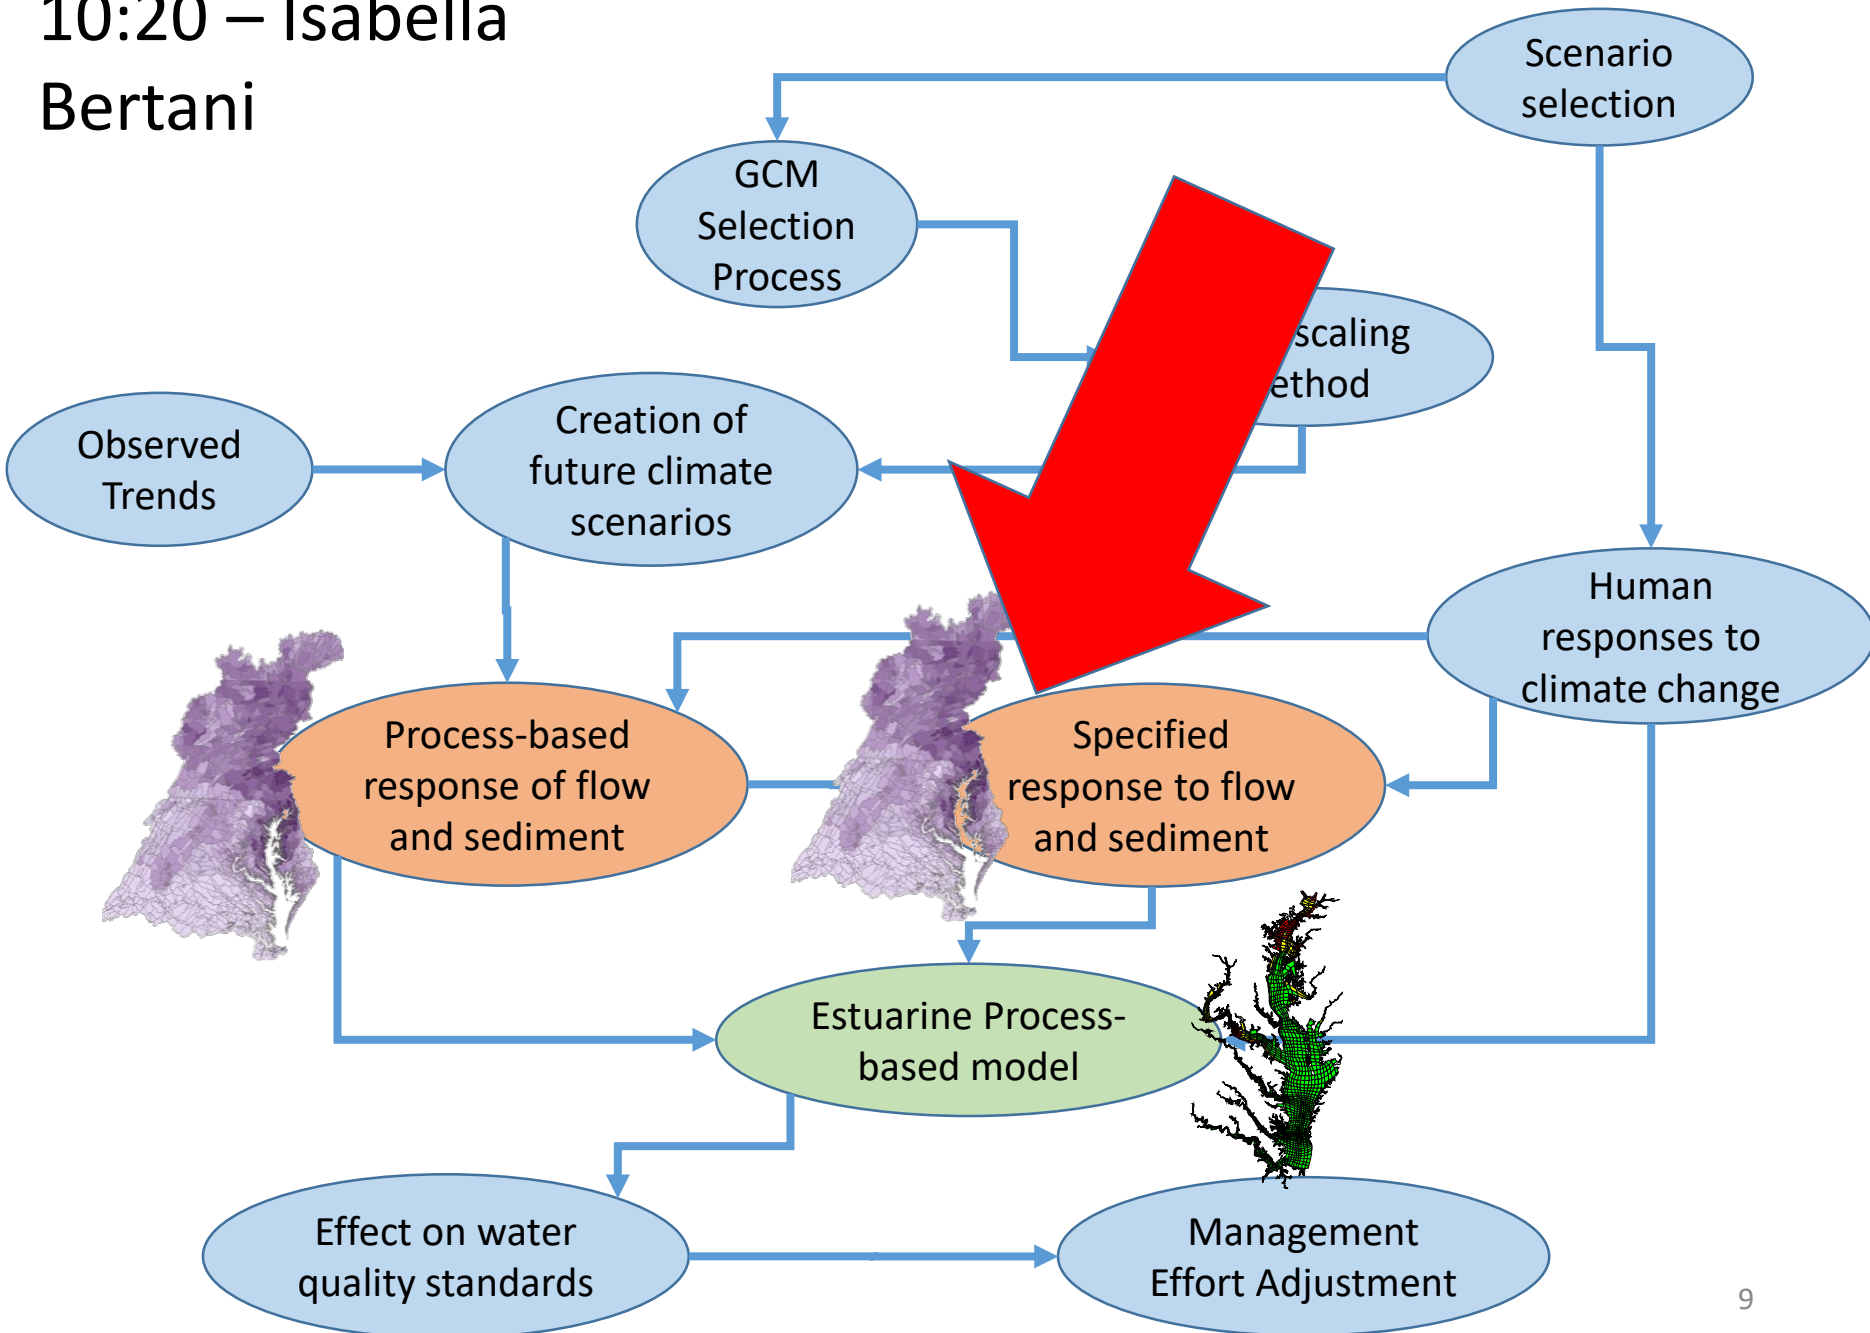 10:20 – Isabella
Bertani
Scenario
selection
GCM
Selection
Process
scaling
ethod
Observed
Trends
Creation of
future climate
scenarios
Human
responses to
climate change
Process-based
response of flow
and sediment
Specified
response to flow
and sediment
Estuarine Process-
based model
Effect on water
quality standards
Management
Effort Adjustment
9